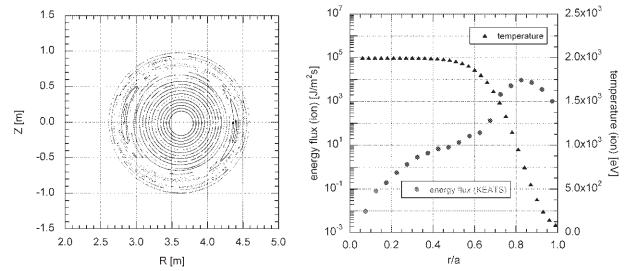 1.5
1.0
0.5
0.0
-0.5
-1.0
-1.5
Z [m]
2.0 2.5 3.0 3.5 4.0 4.5 5.0
R [m]
10^7
10^5
10^3
10^1
10^-1
10^-3
energy flux (ion) [J/m^2s]
temperature
energy flux (KEATS)
2.5x10^3
2.0x10^3
1.5x10^3
1.0x10^3
5.0x10^2
0.0
temperature (ion) [eV]
0.0 0.2 0.4 0.6 0.8 1.0
r/a